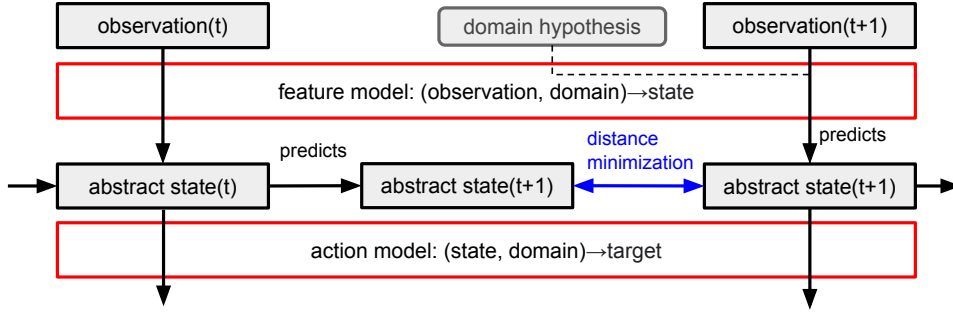 observation(t)
domain hypothesis
observation(t+1)
feature model: (observation, domain)→state
predicts
distance
minimization
predicts
abstract state(t)
abstract state(t+1)
abstract state(t+1)
action model: (state, domain)→target